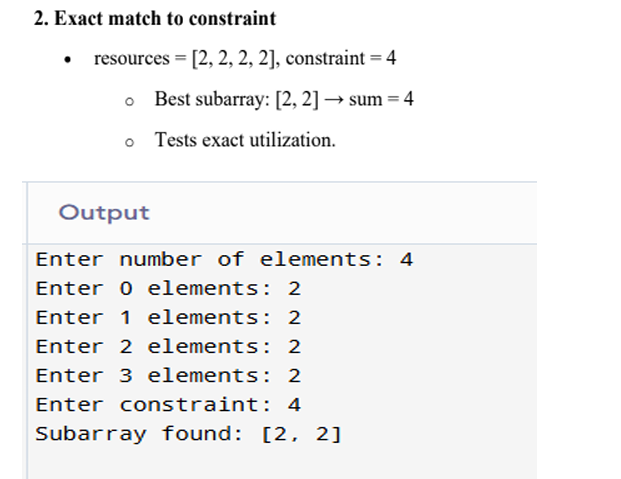 2. Exact match to constraint
• resources = [2, 2, 2, 2], constraint = 4
o Best subarray: [2, 2] → sum = 4
o Tests exact utilization.
Output
Enter number of elements: 4
Enter 0 elements: 2
Enter 1 elements: 2
Enter 2 elements: 2
Enter 3 elements: 2
Enter constraint: 4
Subarray found: [2, 2]